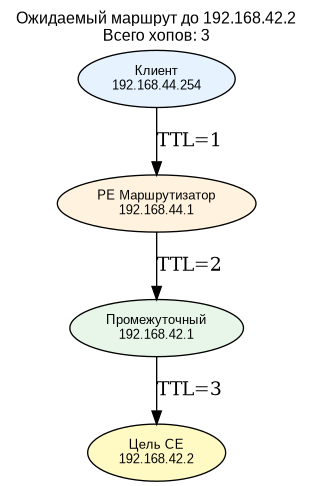 Ожидаемый маршрут до 192.168.42.2
Всего хопов: 3
Клиент
192.168.44.254
TTL=1
PE Маршрутизатор
192.168.44.1
TTL=2
Промежуточный
192.168.42.1
TTL=3
Цель CE
192.168.42.2